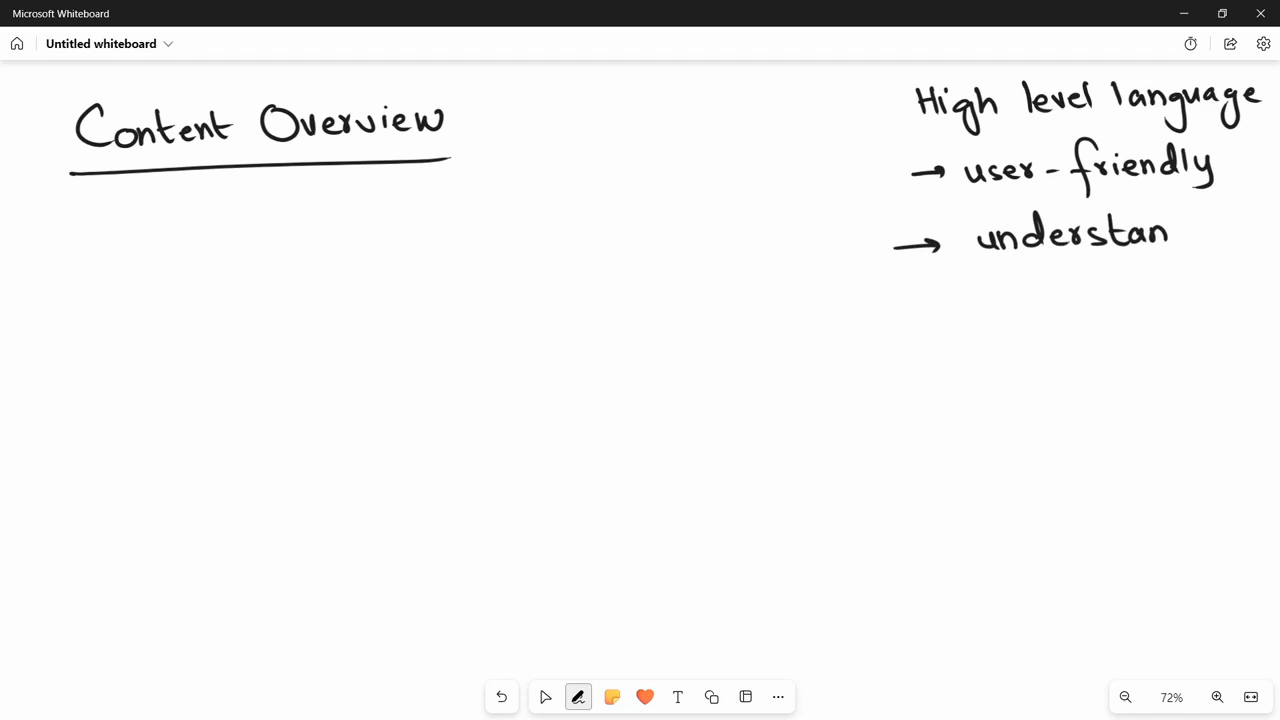 Microsoft Whiteboard
Untitled whiteboard
Content Overview
High level language
→ user-friendly
→ understan
T
72%